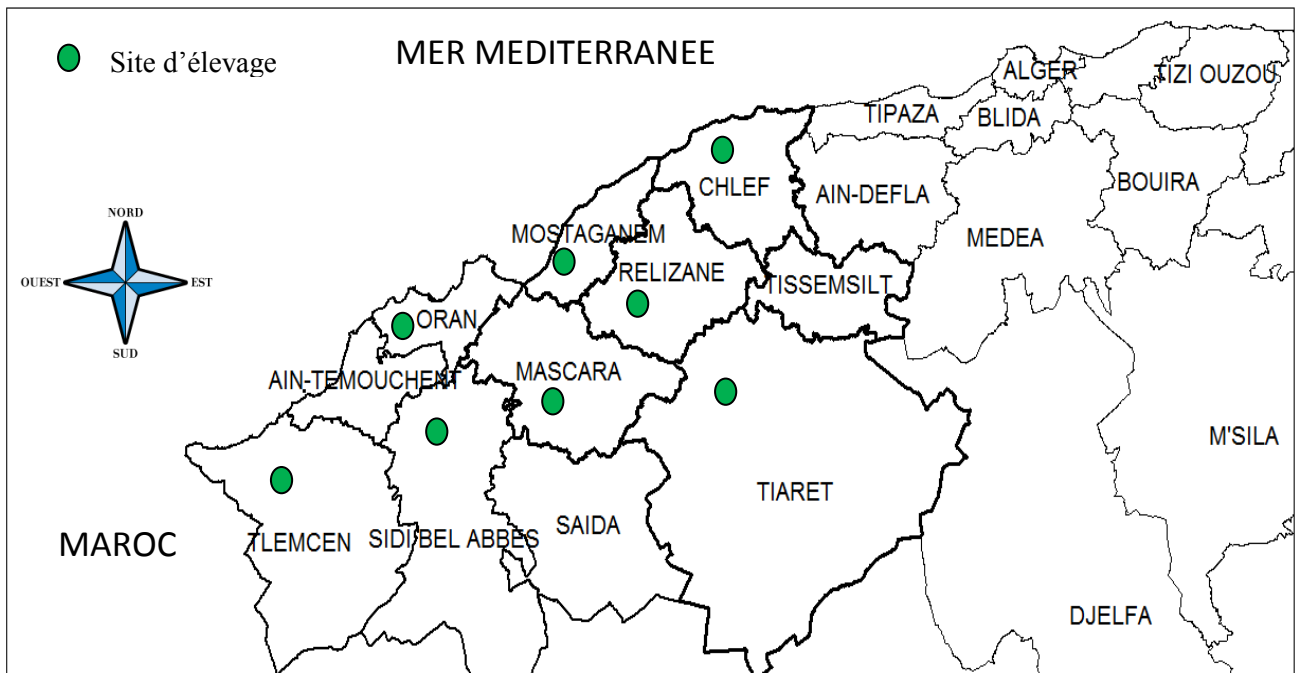 MER MEDITERRANEE
Site d'élevage
ALGER
TIZI OUZOU
TIPAZA
BLIDA
CHLEF
AIN-DEFLA
BOUIRA
NORD
MOSTAGANEM
MEDEA
OUEST
EST
RELIZANE
TISSEMSILT
SUD
ORAN
AIN-TEMOUCHENT
MASCARA
M'SILA
TIARET
MAROC
TLEMCEN
SIDI BEL ABBES
SAIDA
DJELFA